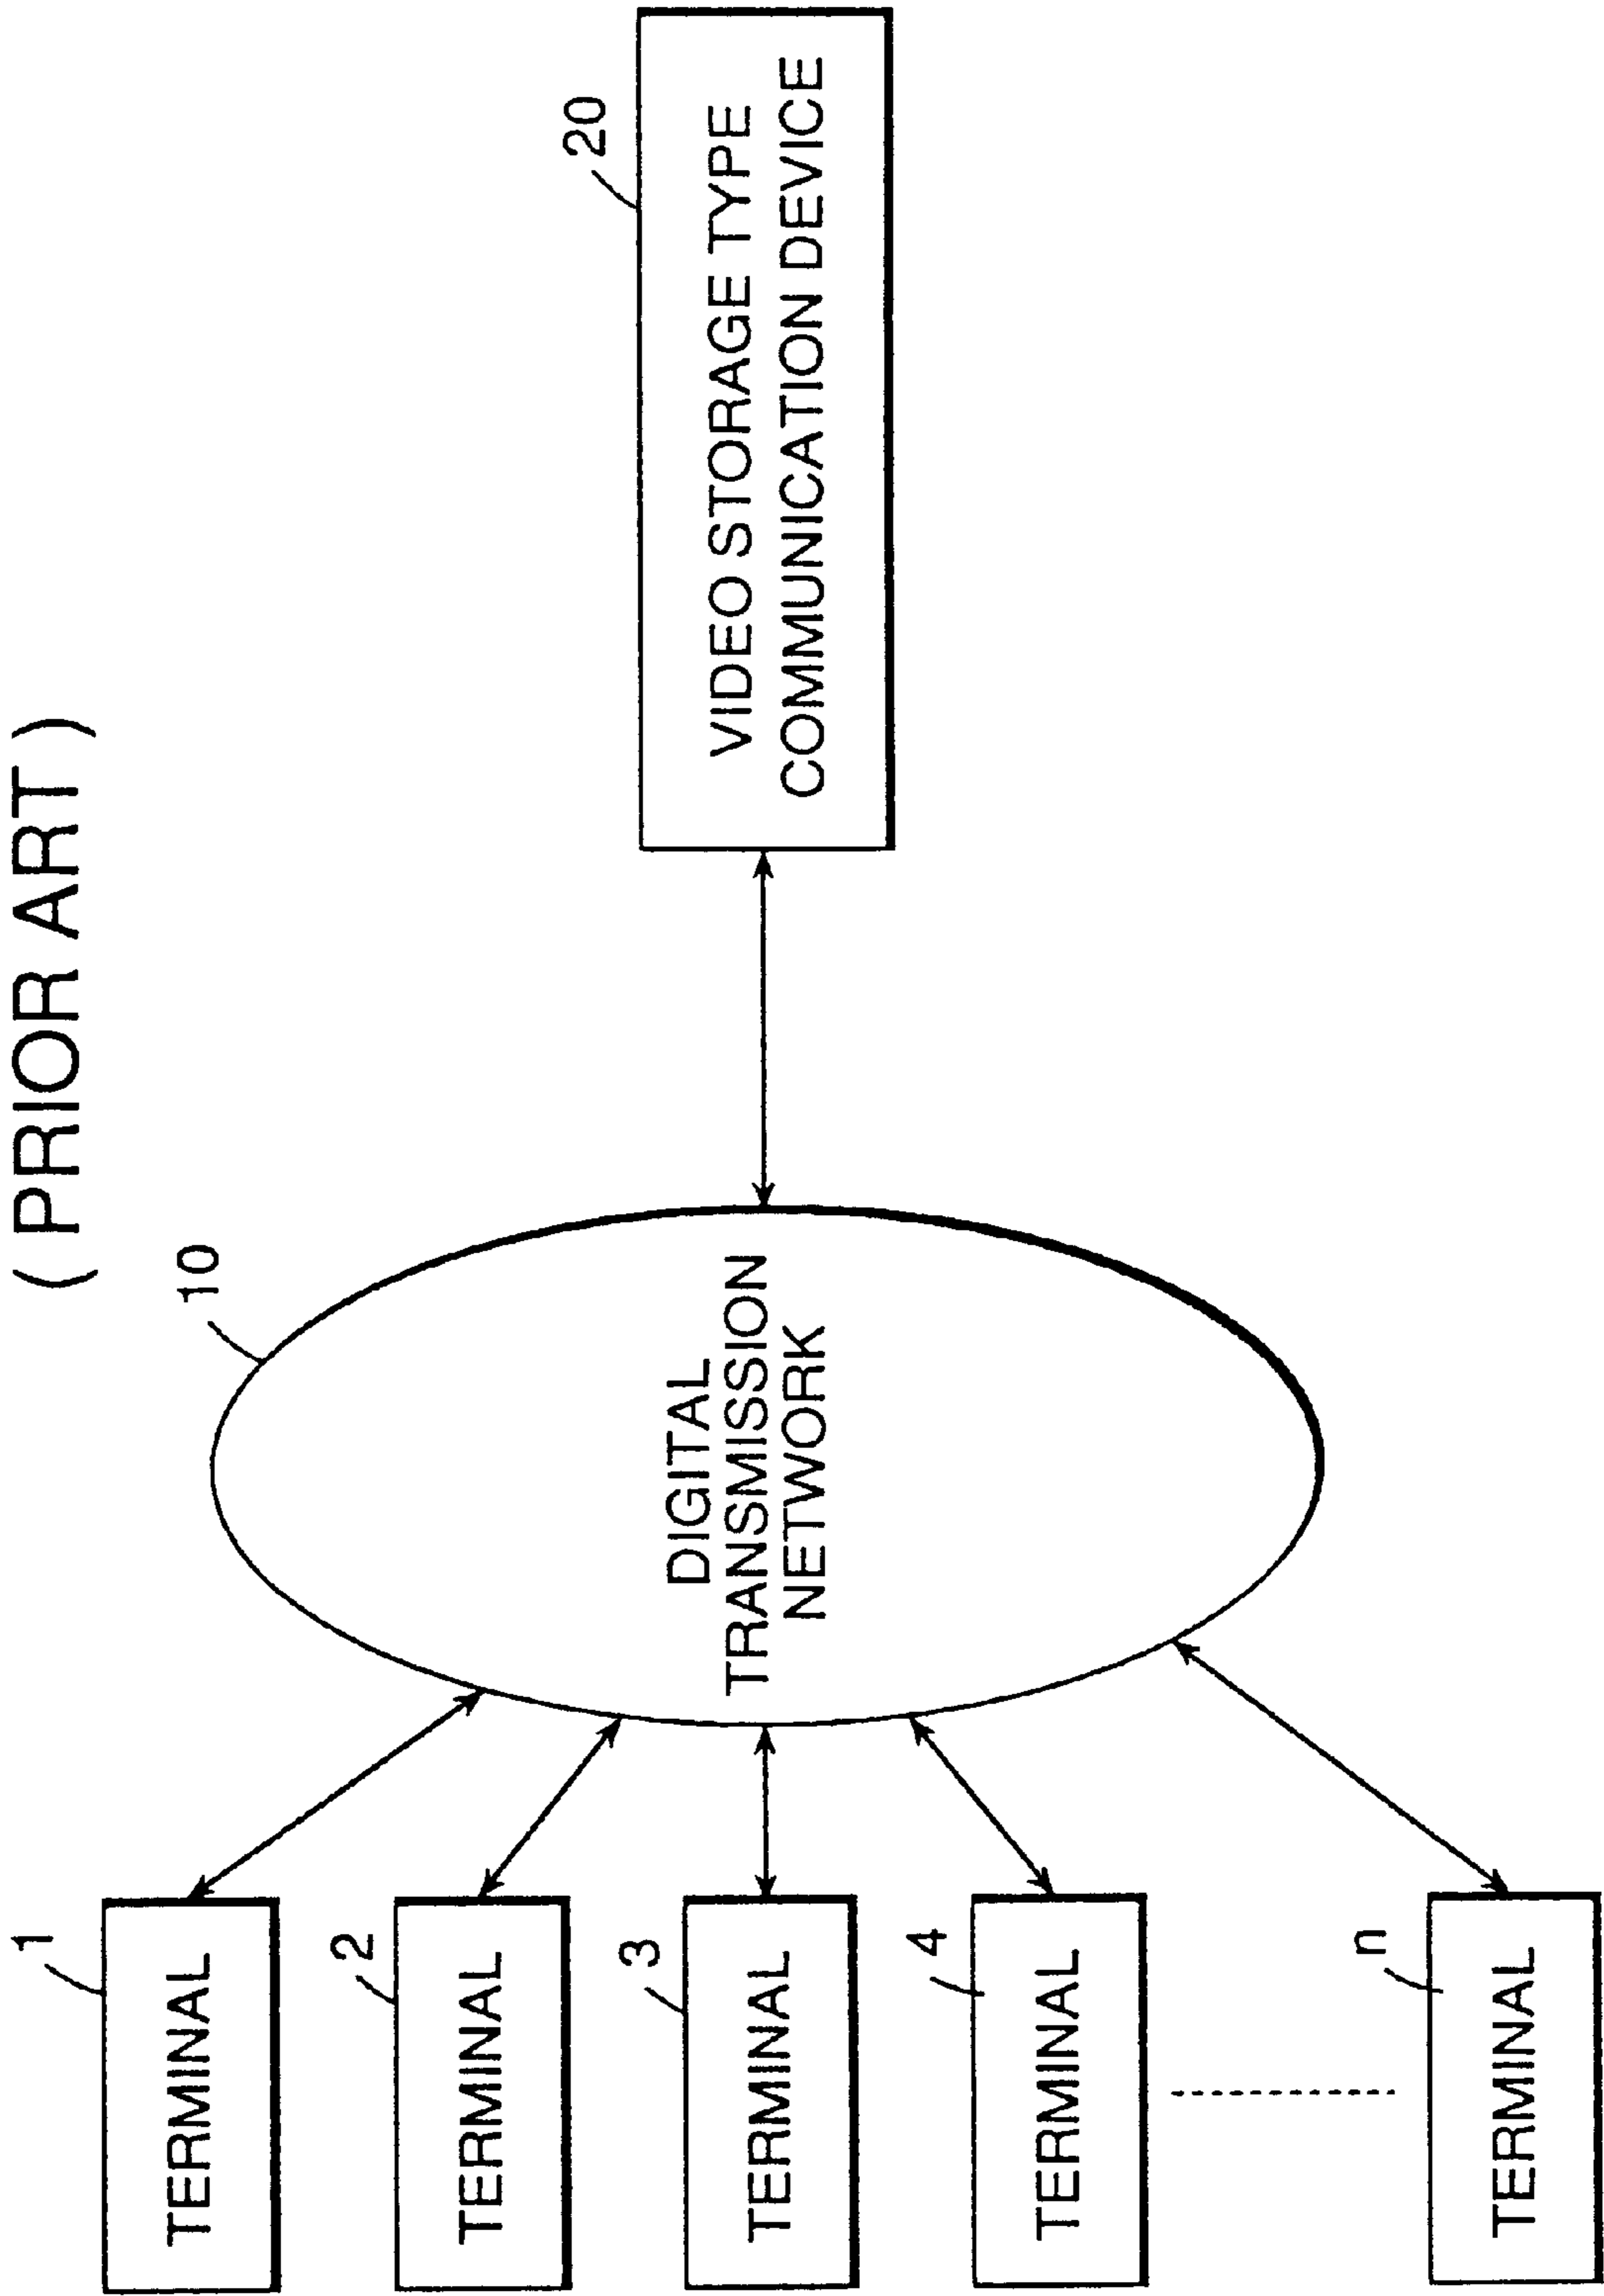 ( PRIOR ART )
10
20
1
TERMINAL
2
TERMINAL
3
TERMINAL
4
TERMINAL
n
TERMINAL
DIGITAL
TRANSMISSION
NETWORK
VIDEO STORAGE TYPE
COMMUNICATION DEVICE